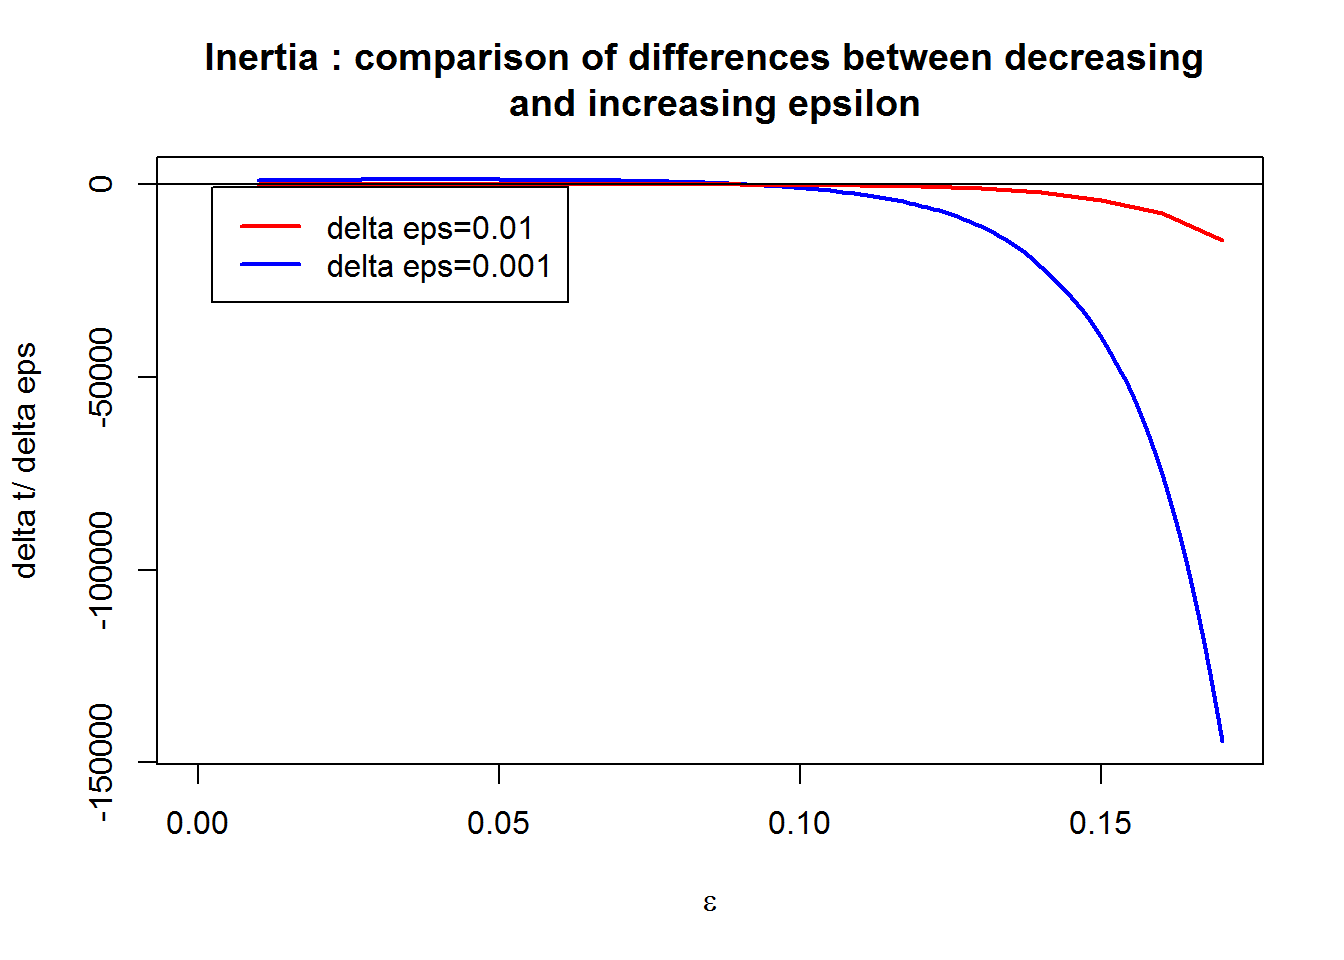 Inertia : comparison of differences between decreasing
and increasing epsilon
delta t/ delta eps
0
-50000
-100000
-150000
delta eps=0.01
delta eps=0.001
0.00 0.05 0.10 0.15
ε